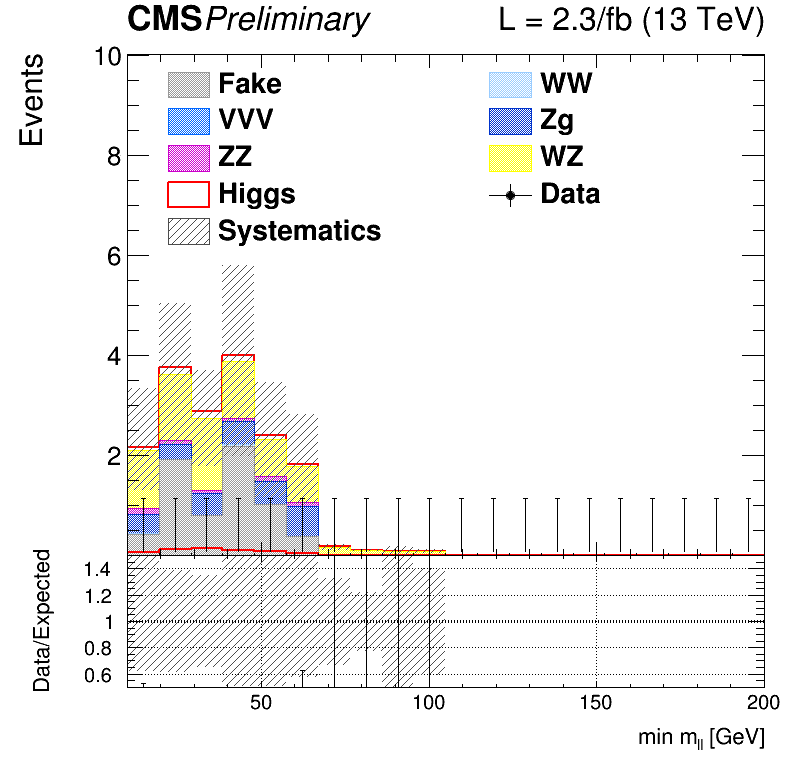 CMS Preliminary L = 2.3/fb (13 TeV)
Events
10
8
6
4
2
Fake WW
VVV Zg
ZZ WZ
Higgs Data
Systematics
Data/Expected
1.4
1.2
1
0.8
0.6
50 100 150 200
min m_ll [GeV]